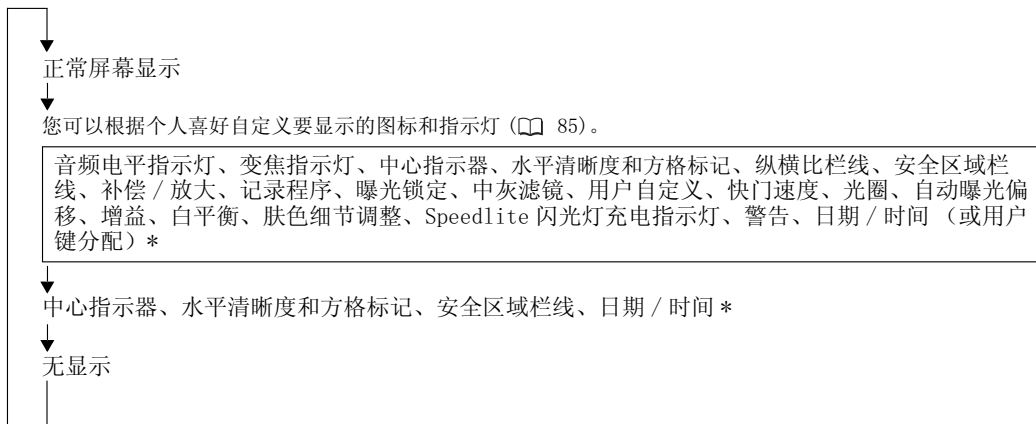 正常屏幕显示
您可以根据个人喜好自定义要显示的图标和指示灯 ( 85)。
音频电平指示灯、变焦指示灯、中心指示器、水平清晰度和方格标记、纵横比栏线、安全区域栏
线、补偿 / 放大、记录程序、曝光锁定、中灰滤镜、用户自定义、快门速度、光圈、自动曝光偏
移、增益、白平衡、肤色细节调整、Speedlite 闪光灯充电指示灯、警告、日期 / 时间 （或用户
键分配）*
中心指示器、水平清晰度和方格标记、安全区域栏线、日期 / 时间 *
无显示